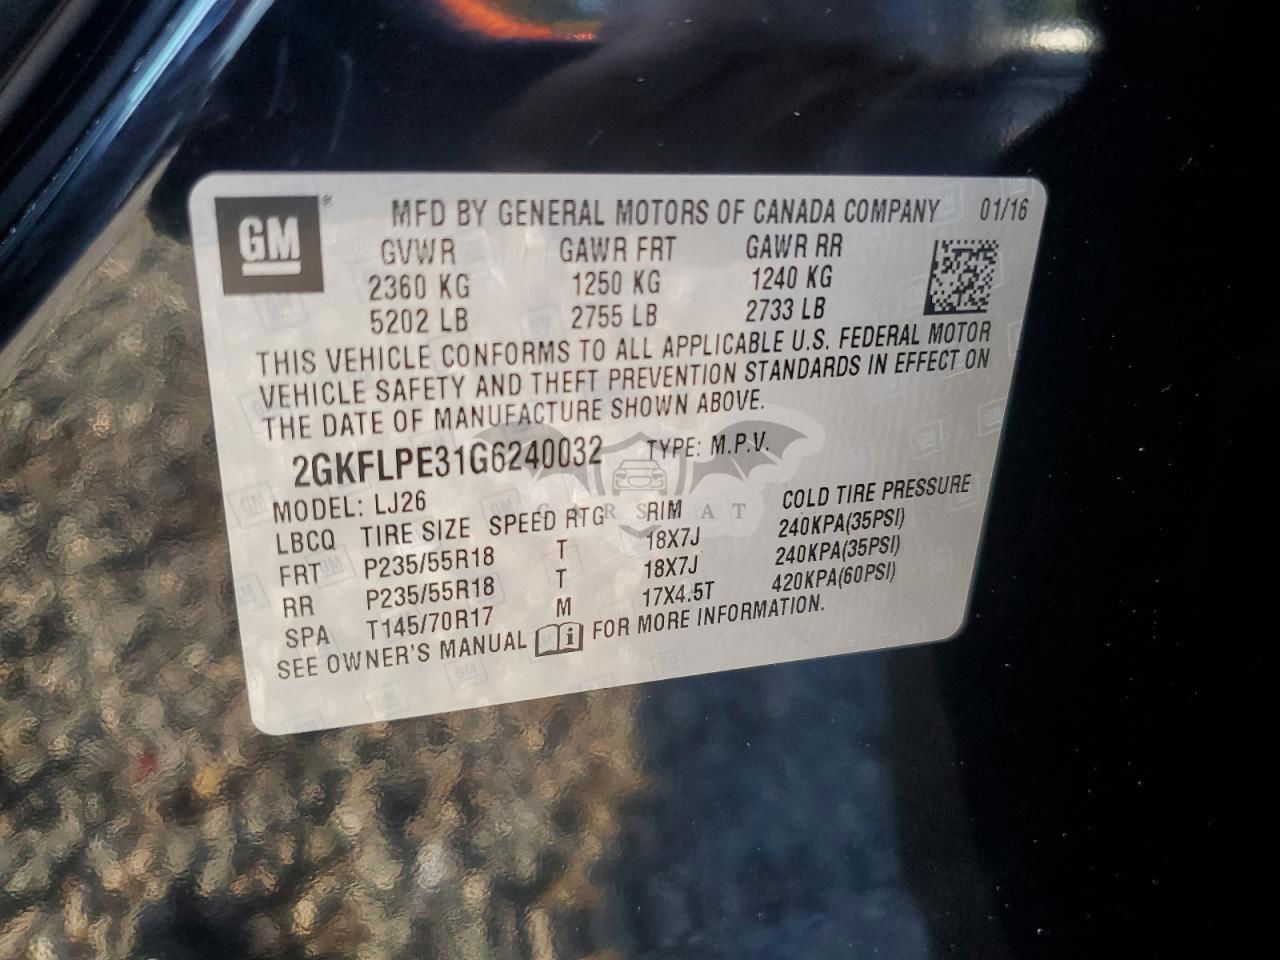 GM ®
MFD BY GENERAL MOTORS OF CANADA COMPANY 01/16
GVWR GAWR FRT GAWR RR
2360 KG 1250 KG 1240 KG
5202 LB 2755 LB 2733 LB
THIS VEHICLE CONFORMS TO ALL APPLICABLE U.S. FEDERAL MOTOR
VEHICLE SAFETY AND THEFT PREVENTION STANDARDS IN EFFECT ON
THE DATE OF MANUFACTURE SHOWN ABOVE.
2GKFLPE31G6240032 TYPE: M.P.V.
MODEL: LJ26
LBCQ TIRE SIZE SPEED RTG RIM COLD TIRE PRESSURE
FRT P235/55R18 T 18X7J 240KPA(35PSI)
RR P235/55R18 T 18X7J 240KPA(35PSI)
SPA T145/70R17 M 17X4.5T 420KPA(60PSI)
SEE OWNER'S MANUAL FOR MORE INFORMATION.